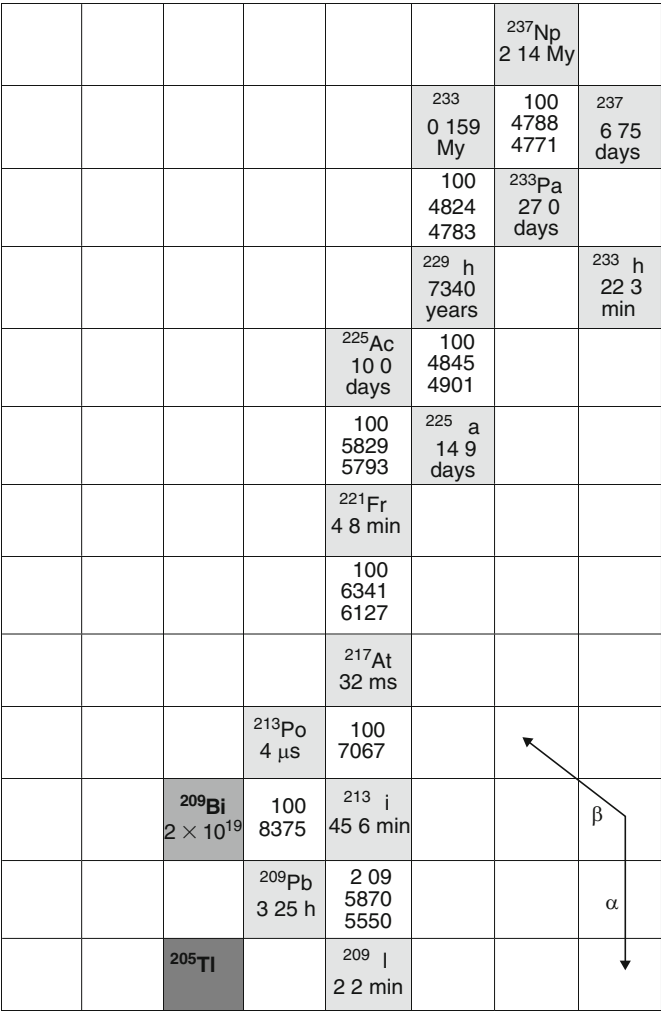 ²³⁷Np
2 14 My
²³³
0 159
My
100
4788
4771
²³⁷
6 75
days
100
4824
4783
²³³Pa
27 0
days
²²⁹ h
7340
years
²³³ h
22 3
min
²²⁵Ac
10 0
days
100
4845
4901
100
5829
5793
²²⁵ a
14 9
days
²²¹Fr
4 8 min
100
6341
6127
²¹⁷At
32 ms
²¹³Po
4 μs
100
7067
²⁰⁹Bi
2 × 10¹⁹
100
8375
²¹³ i
45 6 min
β
²⁰⁹Pb
3 25 h
2 09
5870
5550
α
²⁰⁵Tl
²⁰⁹ l
2 2 min